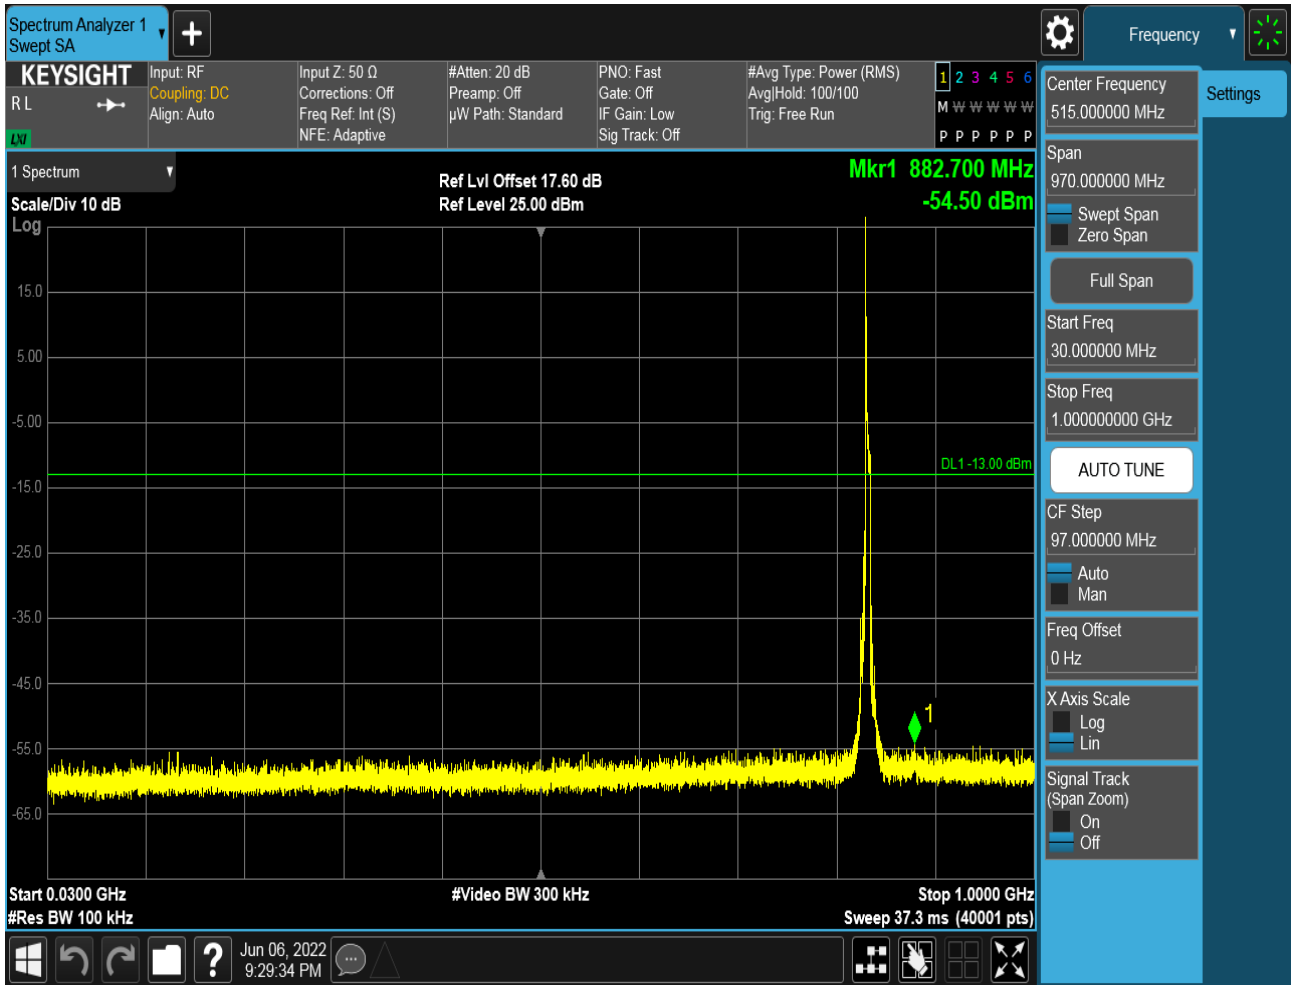 Spectrum Analyzer 1
Swept SA
Frequency
KEYSIGHT
R L
LXI
Input: RF
Coupling: DC
Align: Auto
Input Z: 50 Ω
Corrections: Off
Freq Ref: Int (S)
NFE: Adaptive
#Atten: 20 dB
Preamp: Off
µW Path: Standard
PNO: Fast
Gate: Off
IF Gain: Low
Sig Track: Off
#Avg Type: Power (RMS)
Avg|Hold: 100/100
Trig: Free Run
1 2 3 4 5 6
M W W W W W
P P P P P P
1 Spectrum
Scale/Div 10 dB
Log
Ref Lvl Offset 17.60 dB
Ref Level 25.00 dBm
Mkr1 882.700 MHz
-54.50 dBm
15.0
5.00
-5.00
-15.0
-25.0
-35.0
-45.0
-55.0
-65.0
DL1 -13.00 dBm
1
Start 0.0300 GHz
#Res BW 100 kHz
#Video BW 300 kHz
Stop 1.0000 GHz
Sweep 37.3 ms (40001 pts)
Jun 06, 2022
9:29:34 PM
Center Frequency
515.000000 MHz
Settings
Span
970.000000 MHz
Swept Span
Zero Span
Full Span
Start Freq
30.000000 MHz
Stop Freq
1.000000000 GHz
AUTO TUNE
CF Step
97.000000 MHz
Auto
Man
Freq Offset
0 Hz
X Axis Scale
Log
Lin
Signal Track
(Span Zoom)
On
Off